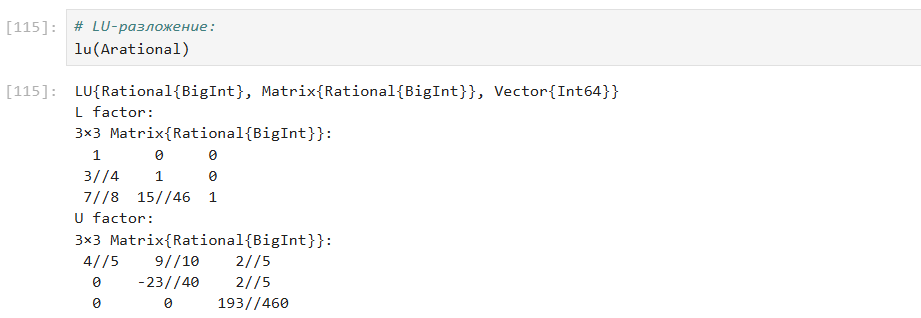 [115]: # LU-разложение:
lu(Arational)
[115]: LU{Rational{BigInt}, Matrix{Rational{BigInt}}, Vector{Int64}}
L factor:
3×3 Matrix{Rational{BigInt}}:
1 0 0
3//4 1 0
7//8 15//46 1
U factor:
3×3 Matrix{Rational{BigInt}}:
4//5 9//10 2//5
0 -23//40 2//5
0 0 193//460